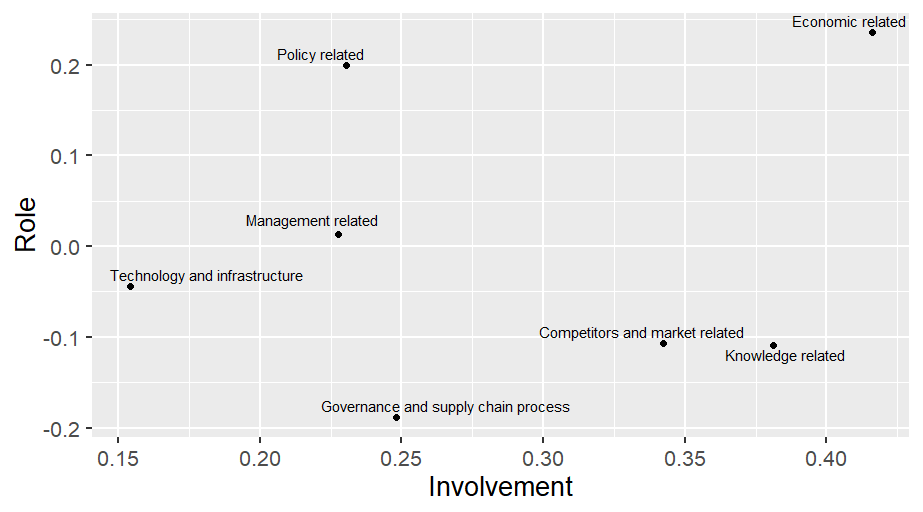 Economic related
Policy related
0.2
0.1
Management related
0.0
Technology and infrastructure
-0.1
Competitors and market related
Knowledge related
Governance and supply chain process
-0.2
Role
0.15 0.20 0.25 0.30 0.35 0.40
Involvement